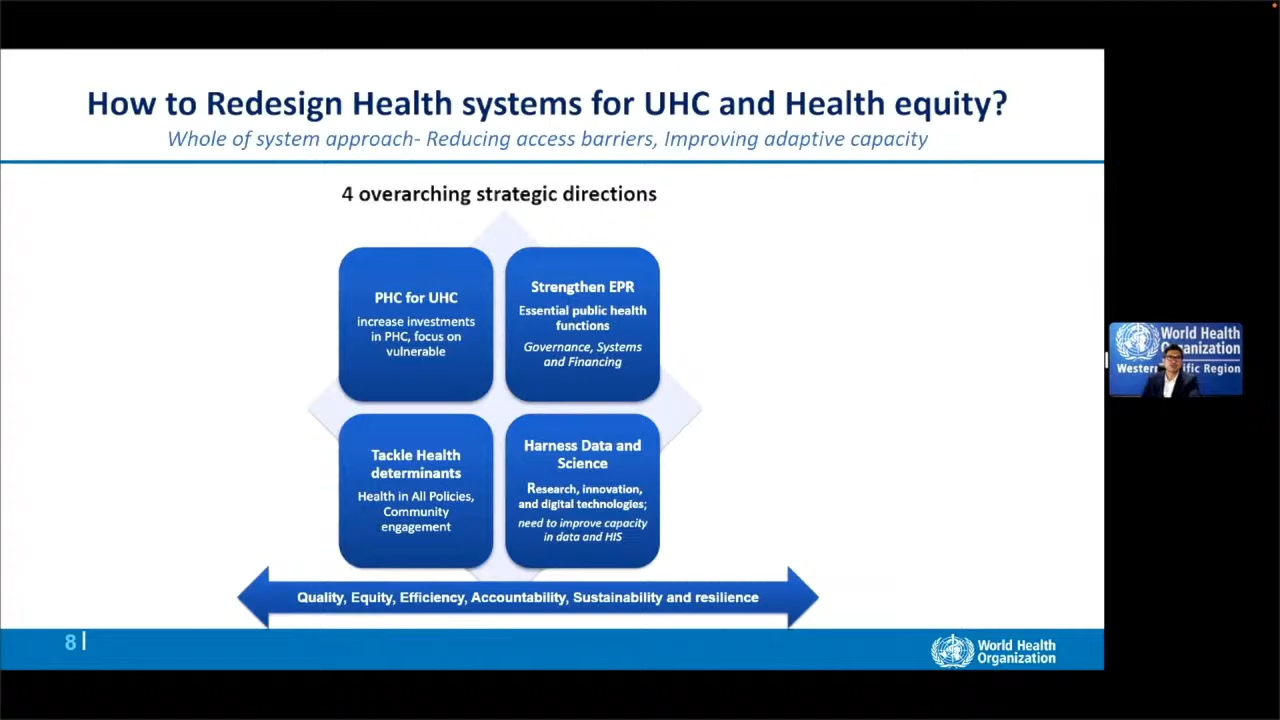 How to Redesign Health systems for UHC and Health equity?
Whole of system approach- Reducing access barriers, Improving adaptive capacity
4 overarching strategic directions
PHC for UHC
increase investments
in PHC, focus on
vulnerable
Strengthen EPR
Essential public health
functions
Governance, Systems
and Financing
Tackle Health
determinants
Health in All Policies,
Community
engagement
Harness Data and
Science
Research, innovation,
and digital technologies;
need to improve capacity
in data and HIS
Quality, Equity, Efficiency, Accountability, Sustainability and resilience
8
World Health
Organization
World Health
Organization
Region